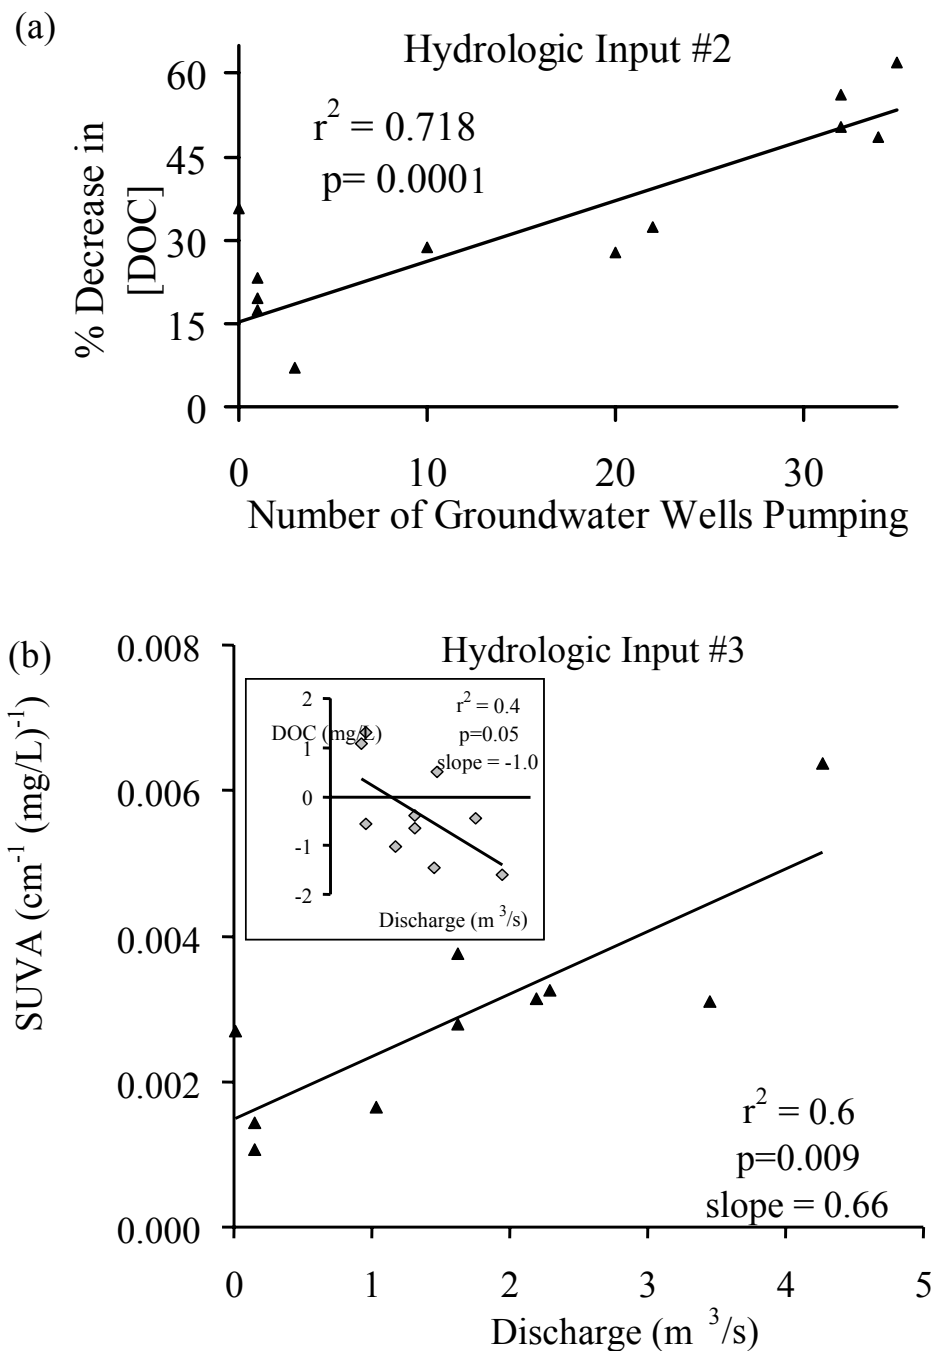 (a)
Hydrologic Input #2
r² = 0.718
p= 0.0001
% Decrease in
[DOC]
60
45
30
15
0
0 10 20 30
Number of Groundwater Wells Pumping
(b)
Hydrologic Input #3
SUVA (cm⁻¹ (mg/L)⁻¹)
0.008
0.006
0.004
0.002
0.000
2
1
0
-1
-2
DOC (mg/L)
r² = 0.4
p=0.05
slope = -1.0
Discharge (m ³/s)
r² = 0.6
p=0.009
slope = 0.66
0 1 2 3 4 5
Discharge (m ³/s)